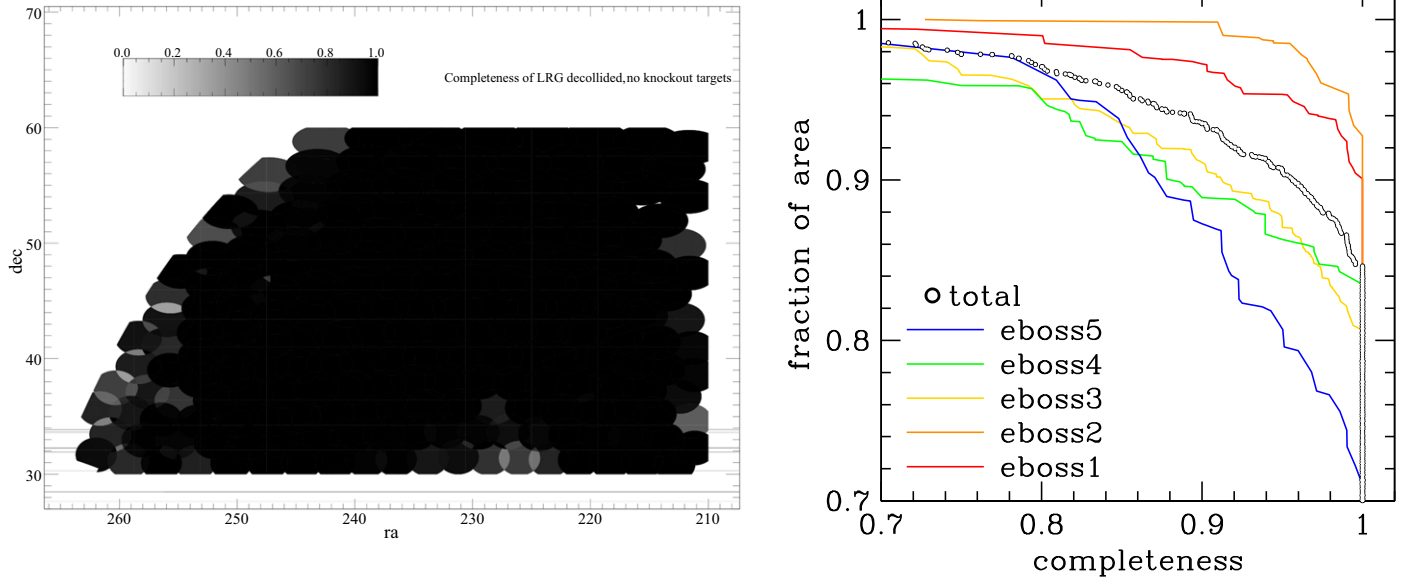 70
0.0 0.2 0.4 0.6 0.8 1.0
Completeness of LRG decollided,no knockout targets
60
50
40
30
dec
260 250 240 230 220 210
ra
1
0.9
0.8
0.7
fraction of area
total
eboss5
eboss4
eboss3
eboss2
eboss1
0.7 0.8 0.9 1
completeness